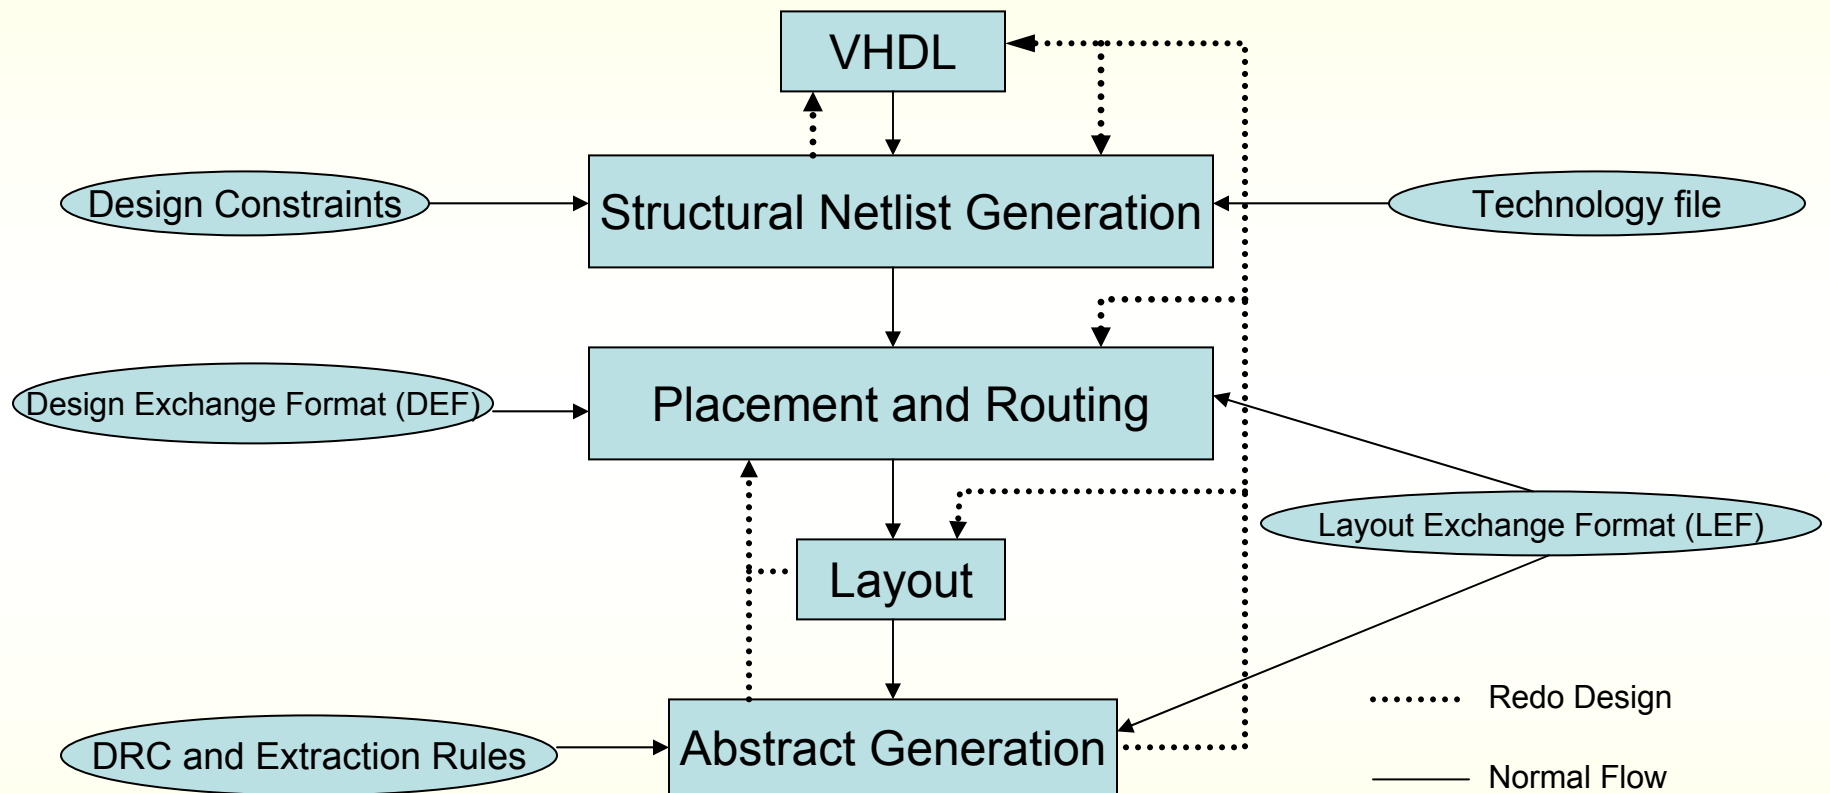 VHDL
Design Constraints
Structural Netlist Generation
Technology file
Design Exchange Format (DEF)
Placement and Routing
Layout Exchange Format (LEF)
Layout
Redo Design
DRC and Extraction Rules
Abstract Generation
Normal Flow